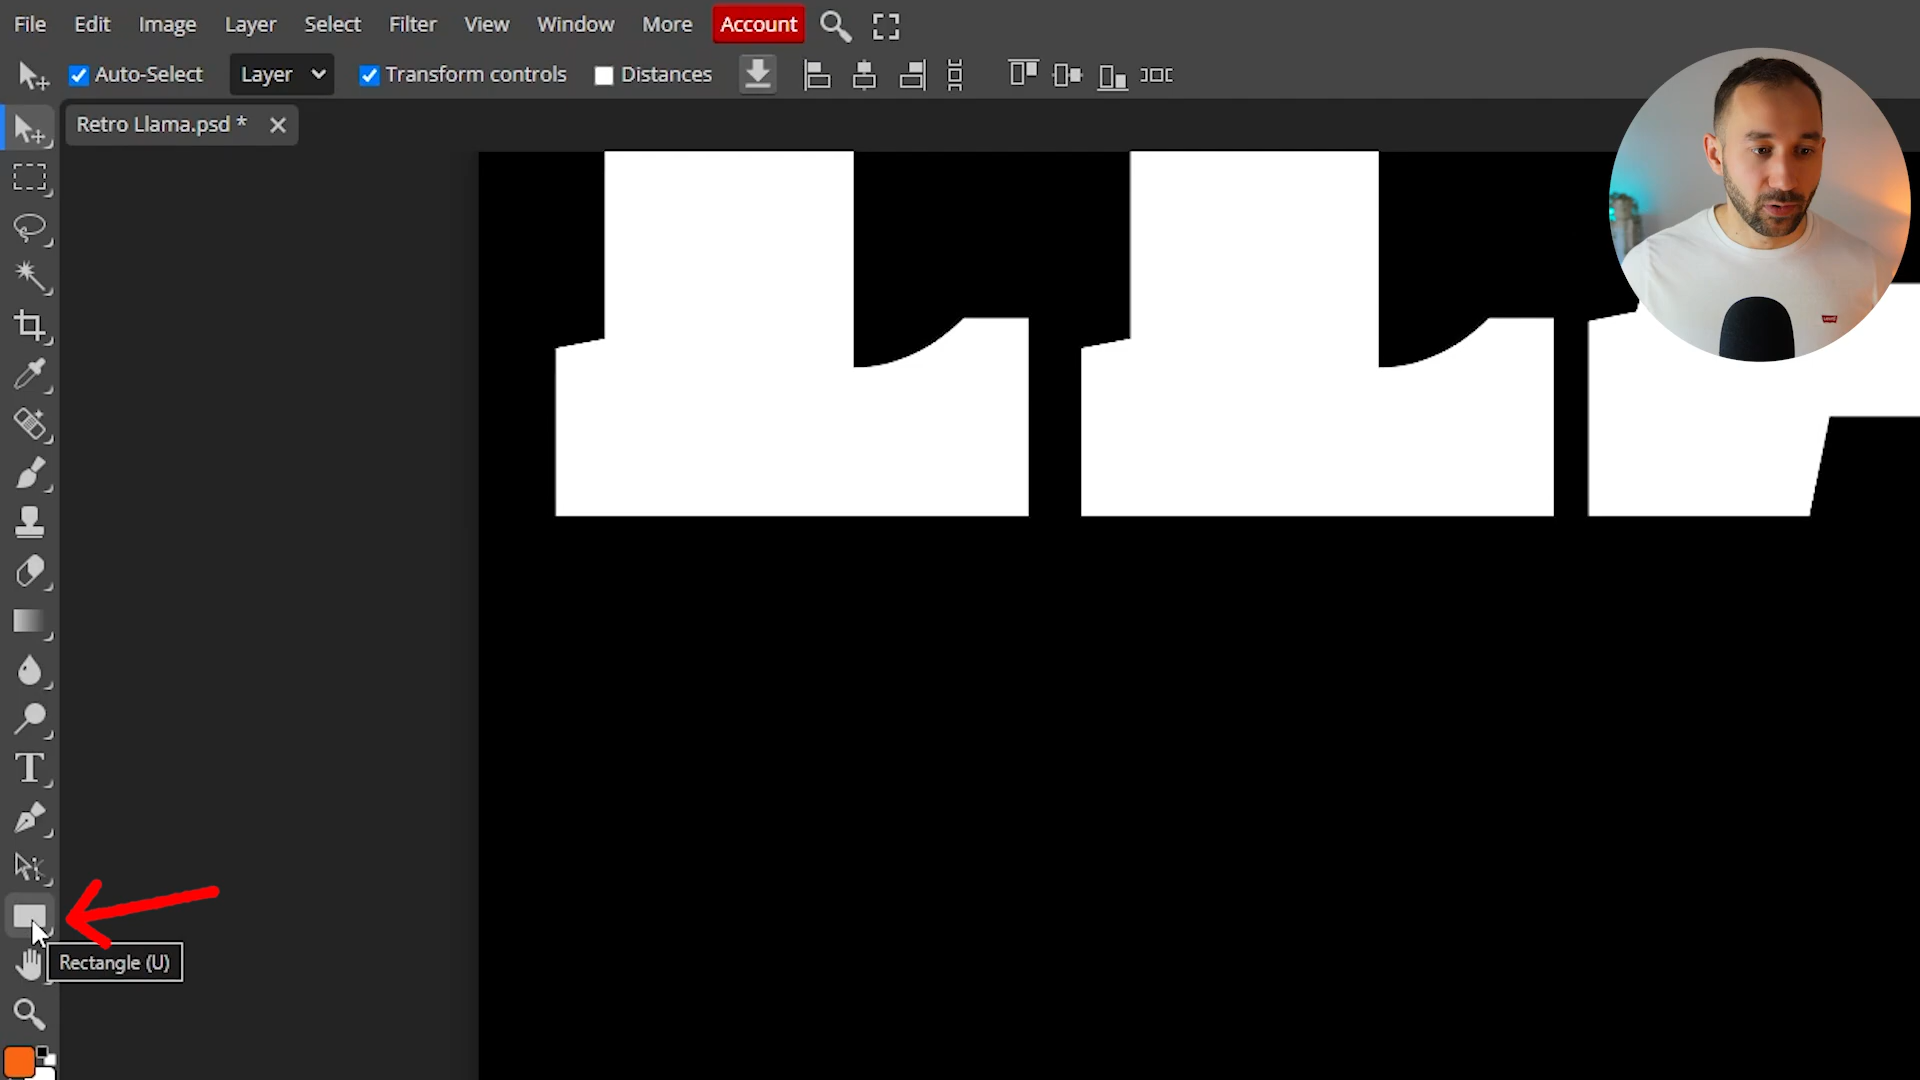 File Edit Image Layer Select Filter View Window More Account
Auto-Select Layer Transform controls Distances
Retro Llama.psd *
LLA
T
Rectangle (U)